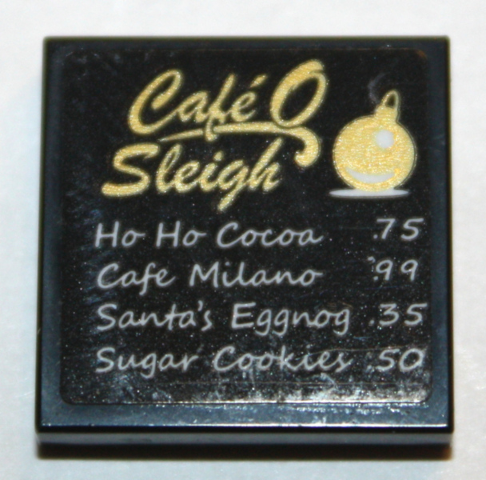 Café O
Sleigh
Ho Ho Cocoa .75
Cafe Milano .99
Santa's Eggnog .35
Sugar Cookies .50